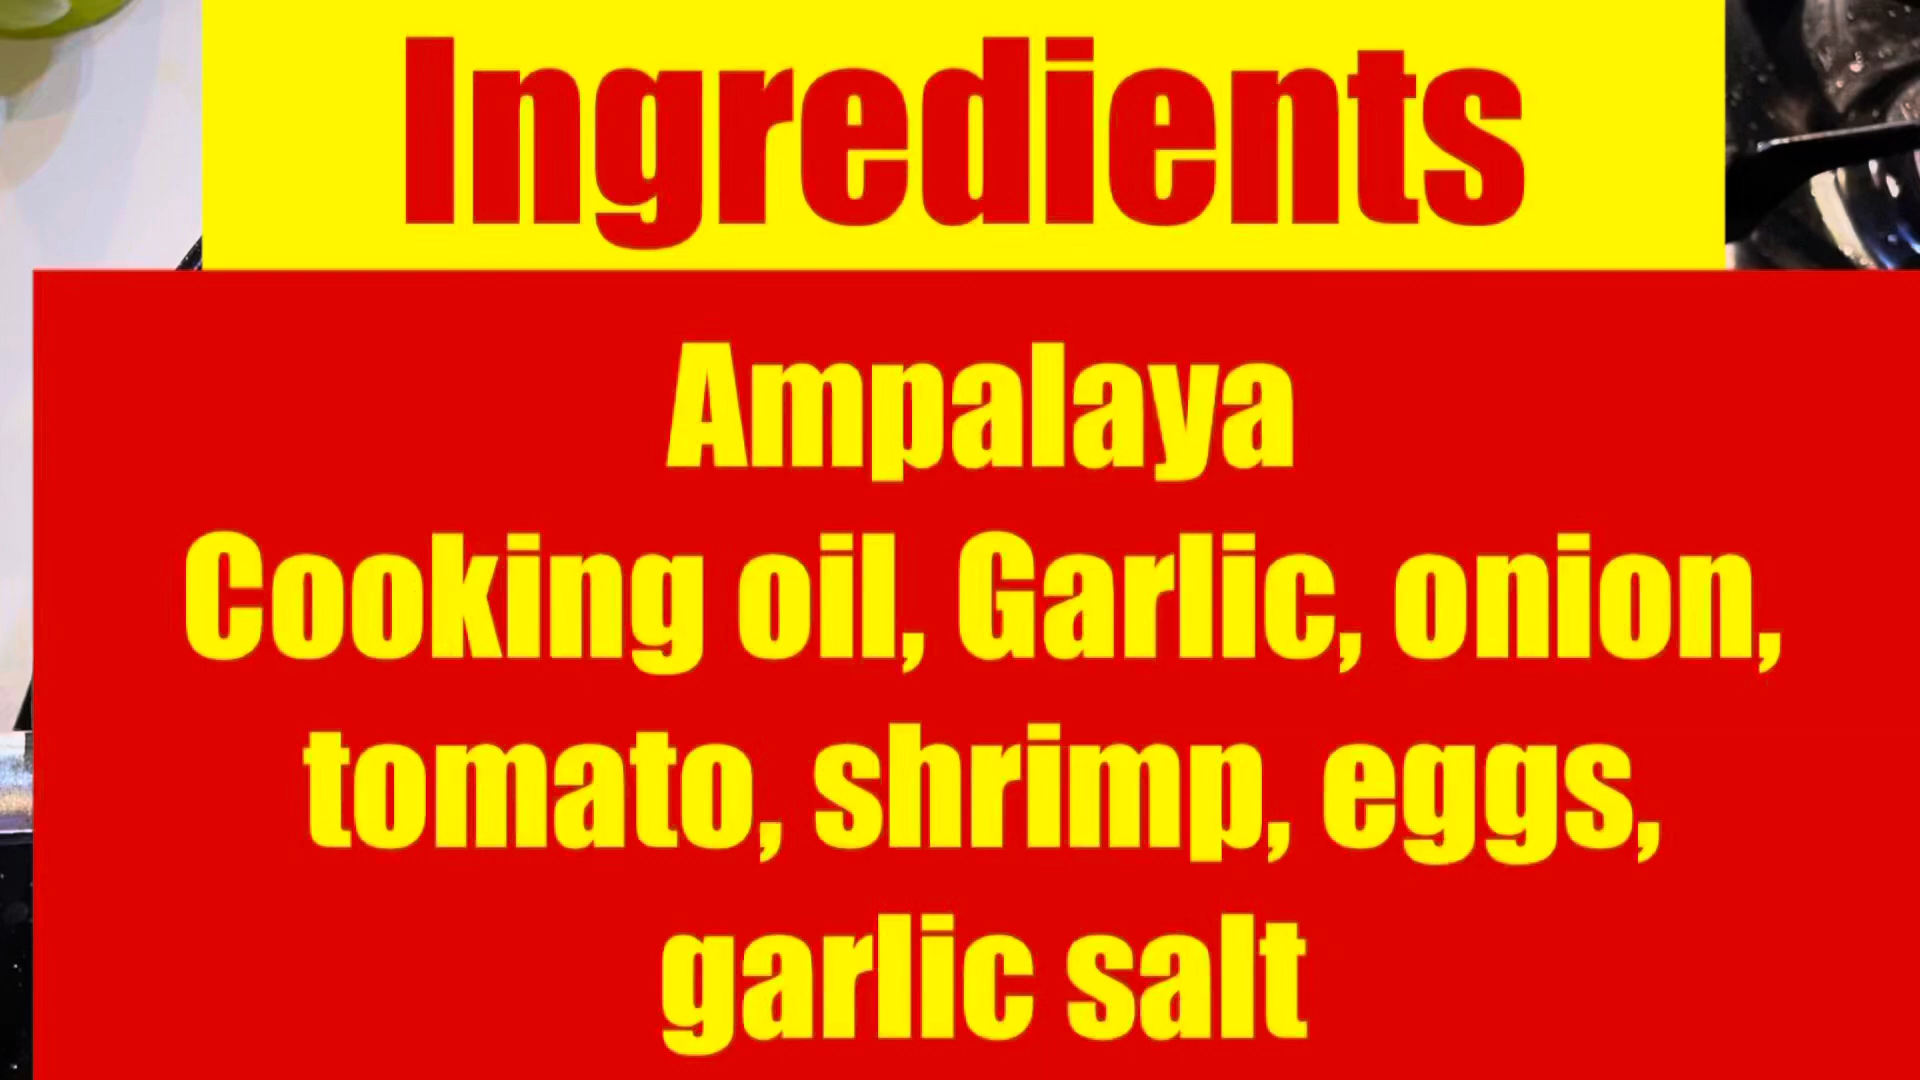 Ingredients
Ampalaya
Cooking oil, Garlic, onion,
tomato, shrimp, eggs,
garlic salt